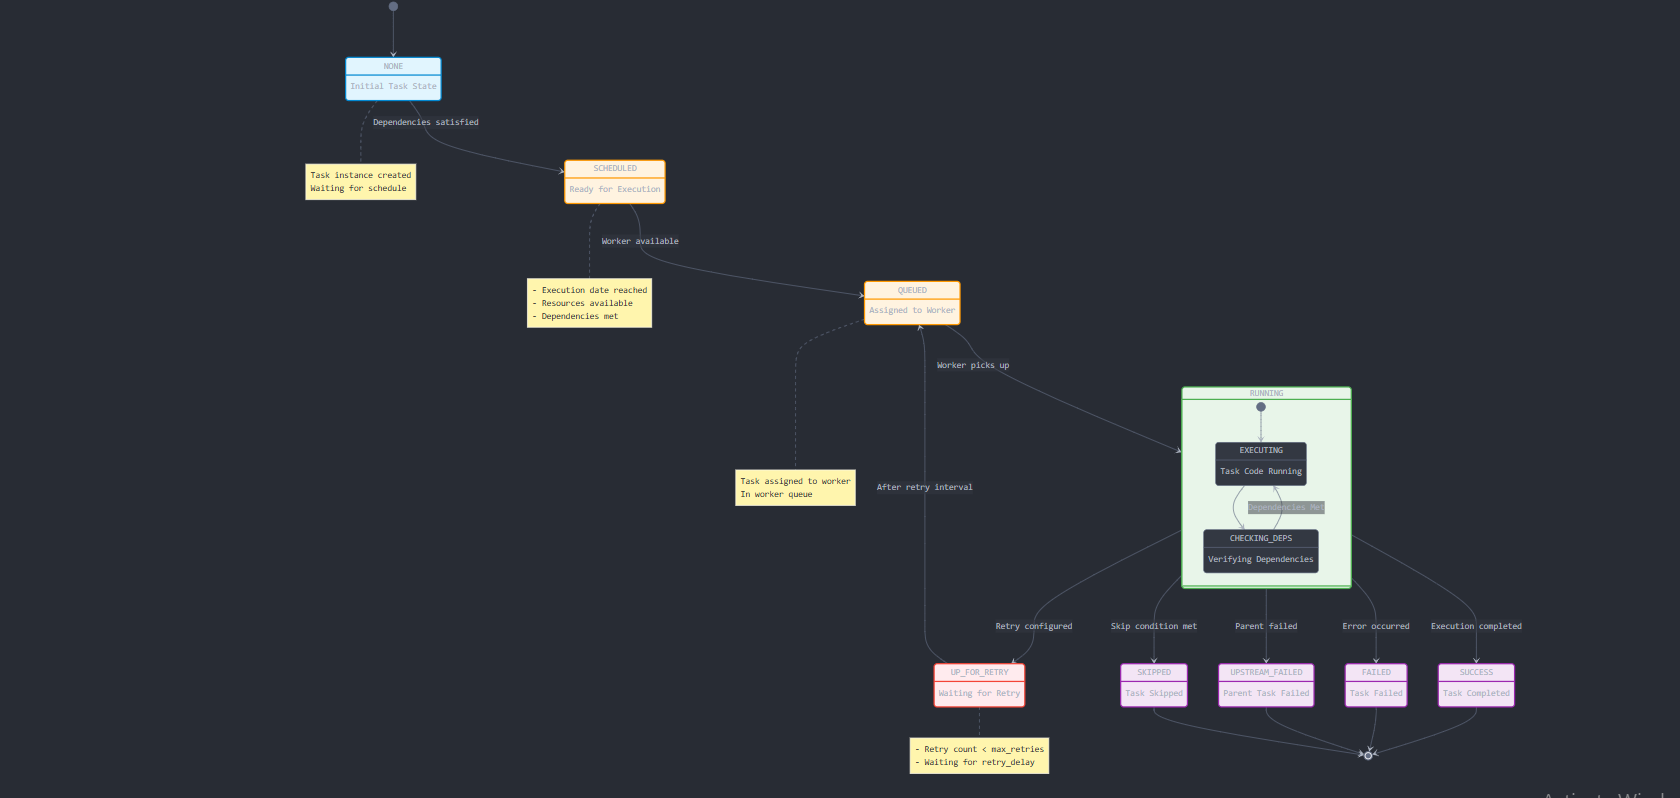 NONE
Initial Task State
Dependencies satisfied
Task instance created
Waiting for schedule
SCHEDULED
Ready for Execution
Worker available
- Execution date reached
- Resources available
- Dependencies met
QUEUED
Assigned to Worker
Worker picks up
Task assigned to worker
In worker queue
After retry interval
RUNNING
EXECUTING
Task Code Running
Dependencies Met
CHECKING_DEPS
Verifying Dependencies
Retry configured
Skip condition met
Parent failed
Error occurred
Execution completed
UP_FOR_RETRY
Waiting for Retry
SKIPPED
Task Skipped
UPSTREAM_FAILED
Parent Task Failed
FAILED
Task Failed
SUCCESS
Task Completed
- Retry count < max_retries
- Waiting for retry_delay